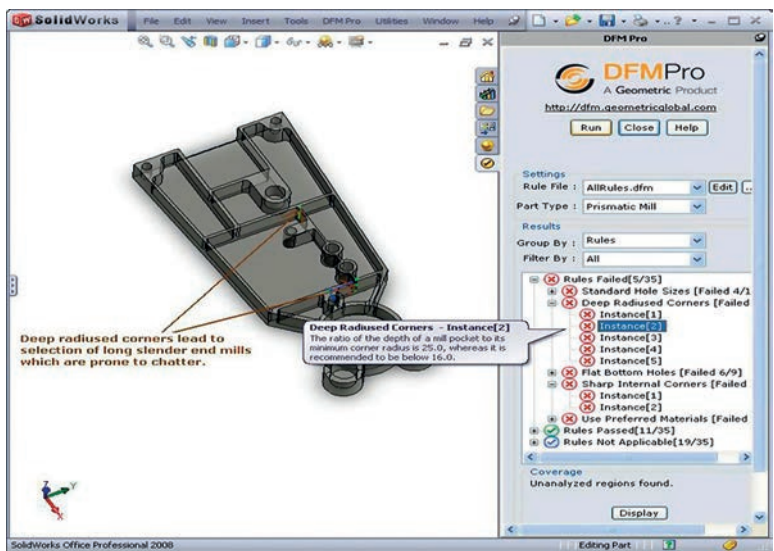 SolidWorks File Edit View Insert Tools DFMPro Utilities Window Help
DFM Pro
DFMPro
A Geometric Product
http://dfm.geometricglobal.com
Run Close Help
Settings
Rule File : AllRules.dfm Edit ..
Part Type : Prismatic Mill
Results
Group By : Rules
Filter By : All
Rules Failed[5/35]
Standard Hole Sizes [Failed 4/1
Deep Radiused Corners [Failed
Instance[1]
Instance[2]
Instance[3]
Instance[4]
Instance[5]
Flat Bottom Holes [Failed 6/9]
Sharp Internal Corners [Failed
Instance[1]
Instance[2]
Use Preferred Materials [Failed
Rules Passed[11/35]
Rules Not Applicable[19/35]
Coverage
Unanalyzed regions found.
Display
Deep radiused corners lead to
selection of long slender end mills
which are prone to chatter.
Deep Radiused Corners - Instance[2]
The ratio of the depth of a mill pocket to its
minimum corner radius is 25.0, whereas it is
recommended to be below 16.0.
Z Y X
SolidWorks Office Professional 2008 Editing Part